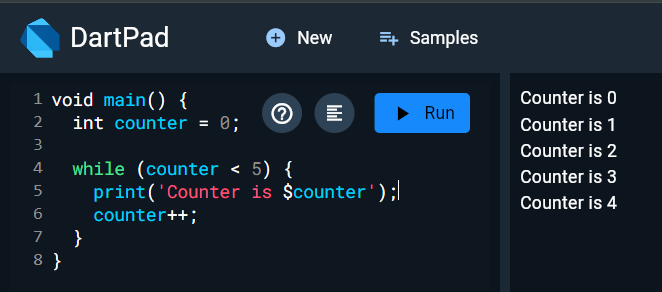 DartPad New Samples
Run
1 void main() {
2   int counter = 0;
3
4   while (counter < 5) {
5     print('Counter is $counter');
6     counter++;
7   }
8 }
Counter is 0
Counter is 1
Counter is 2
Counter is 3
Counter is 4